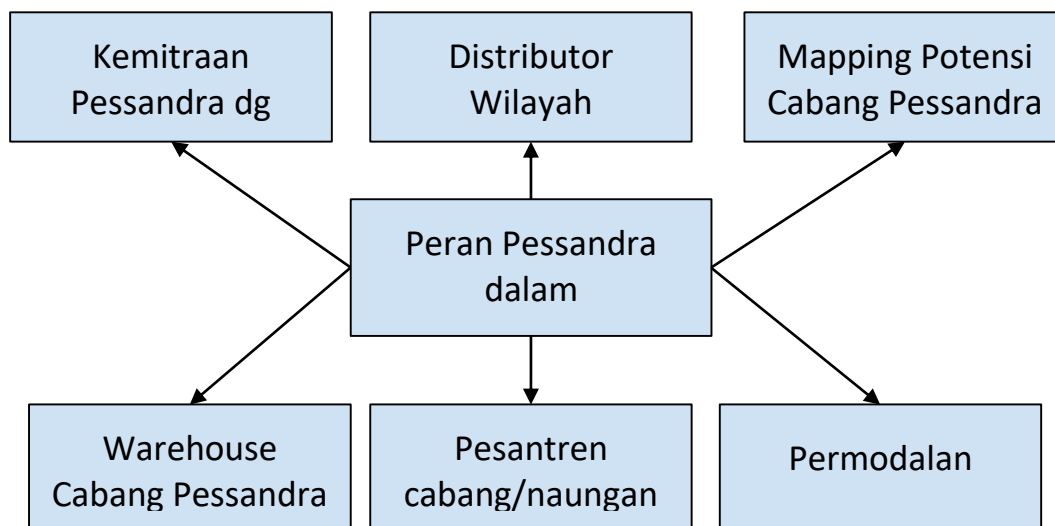 Kemitraan
Pessandra dg
Distributor
Wilayah
Mapping Potensi
Cabang Pessandra
Peran Pessandra
dalam
Warehouse
Cabang Pessandra
Pesantren
cabang/naungan
Permodalan